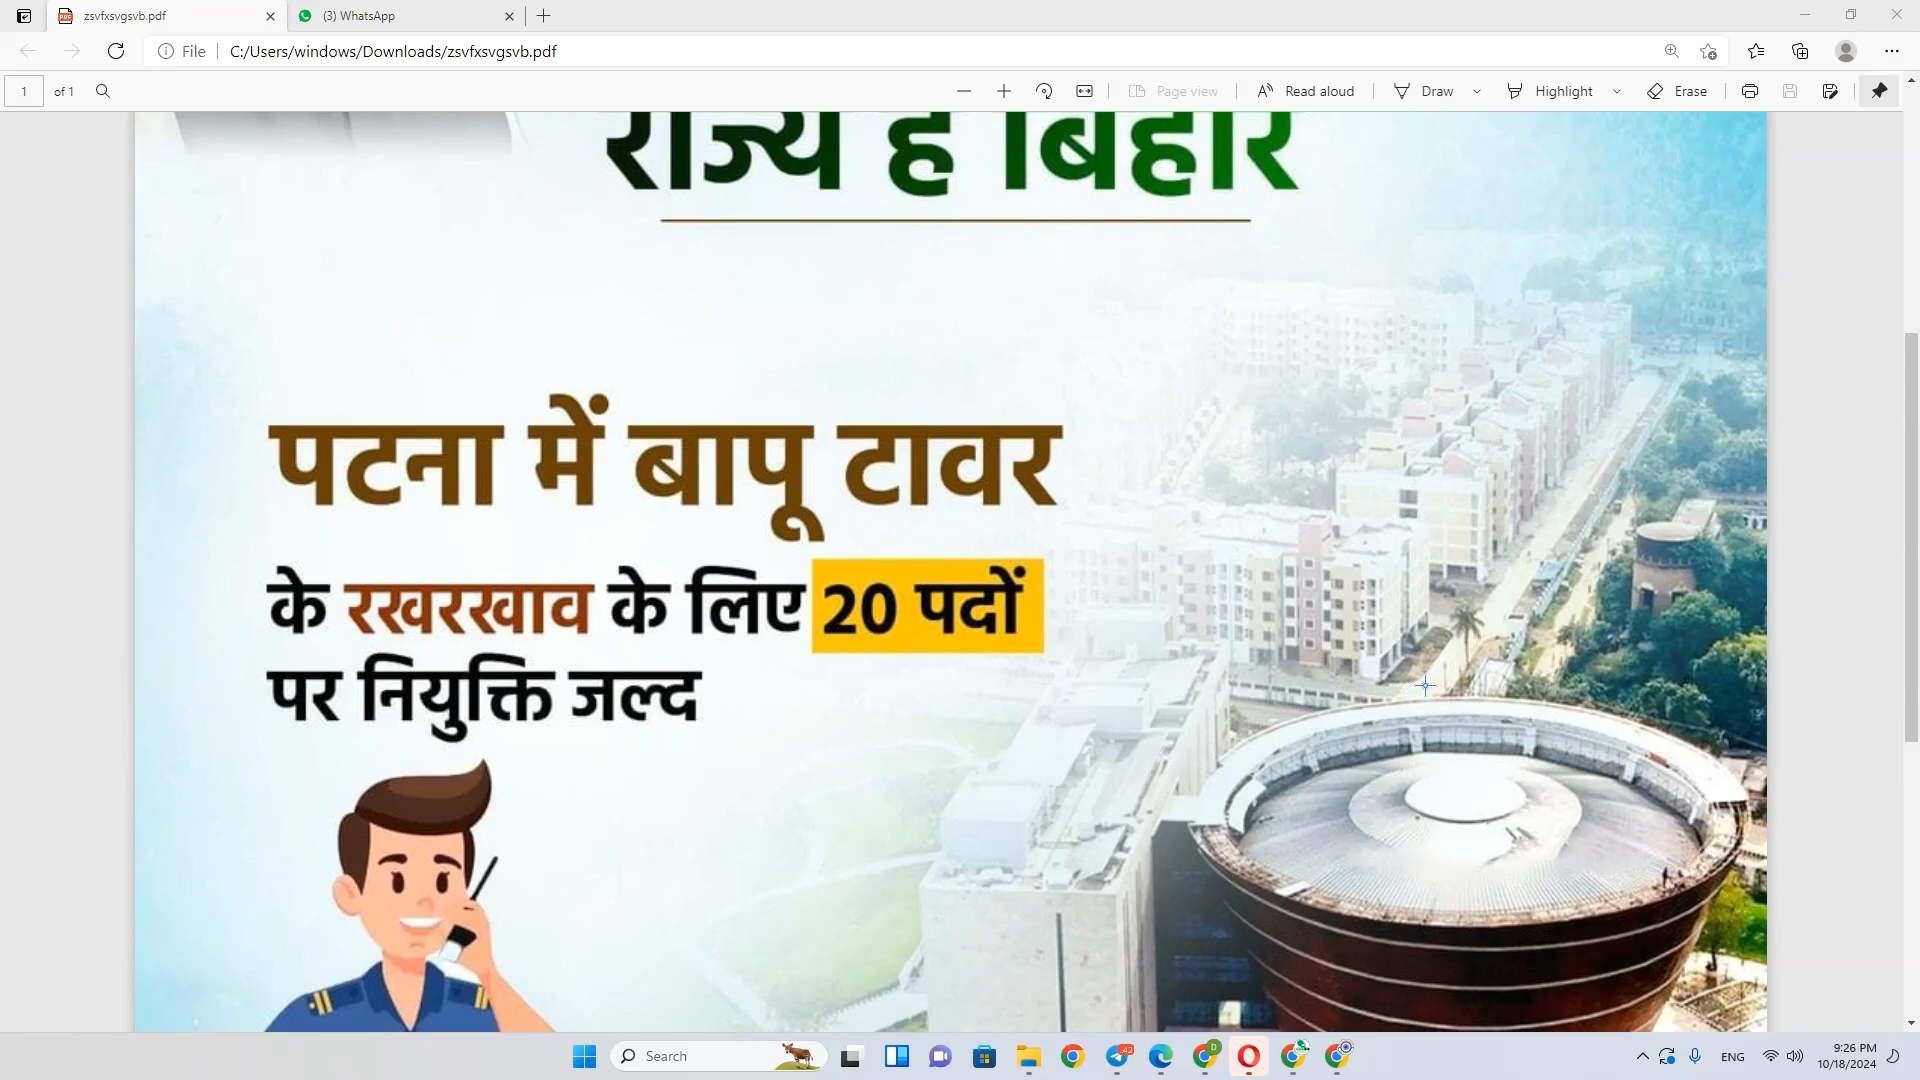 zsvfxsvgsvb.pdf
(3) WhatsApp
File
C:/Users/windows/Downloads/zsvfxsvgsvb.pdf
1 of 1
Page view
Read aloud
Draw
Highlight
Erase
राज्य है बिहार
पटना में बापू टावर
के रखरखाव के लिए 20 पदों
पर नियुक्ति जल्द
Search
42
D
ENG
9:26 PM
10/18/2024